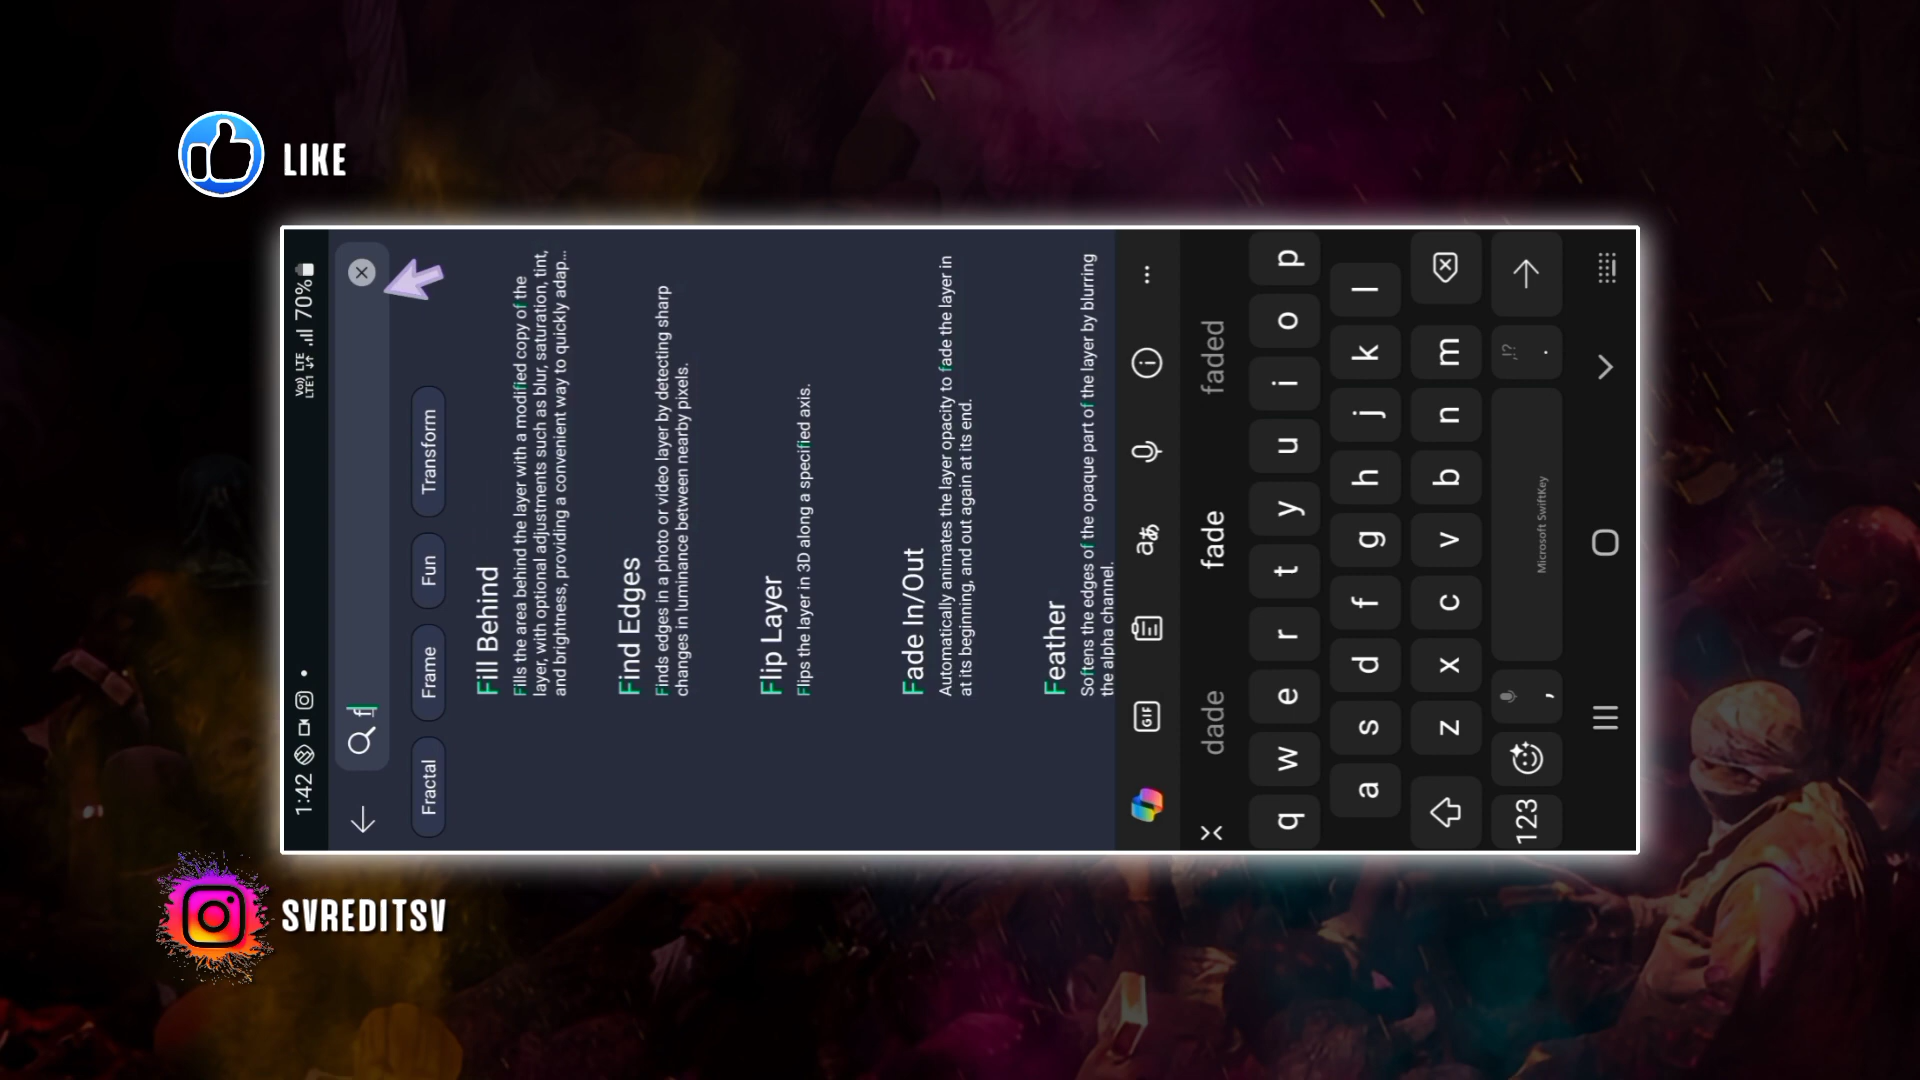 LIKE
1:42
Vo) LTE
LTE1
70%
f
Fractal
Frame
Fun
Transform
Fill Behind
Fills the area behind the layer with a modified copy of the
layer, with optional adjustments such as blur, saturation, tint,
and brightness, providing a convenient way to quickly adap...
Find Edges
Finds edges in a photo or video layer by detecting sharp
changes in luminance between nearby pixels.
Flip Layer
Flips the layer in 3D along a specified axis.
Fade In/Out
Automatically animates the layer opacity to fade the layer in
at its beginning, and out again at its end.
Feather
Softens the edges of the opaque part of the layer by blurring
the alpha channel.
GIF
aあ
...
dade
fade
faded
q w e r t y u i o p
a s d f g h j k l
z x c v b n m
123
,
Microsoft SwiftKey
,!?
.
SVREDITSV